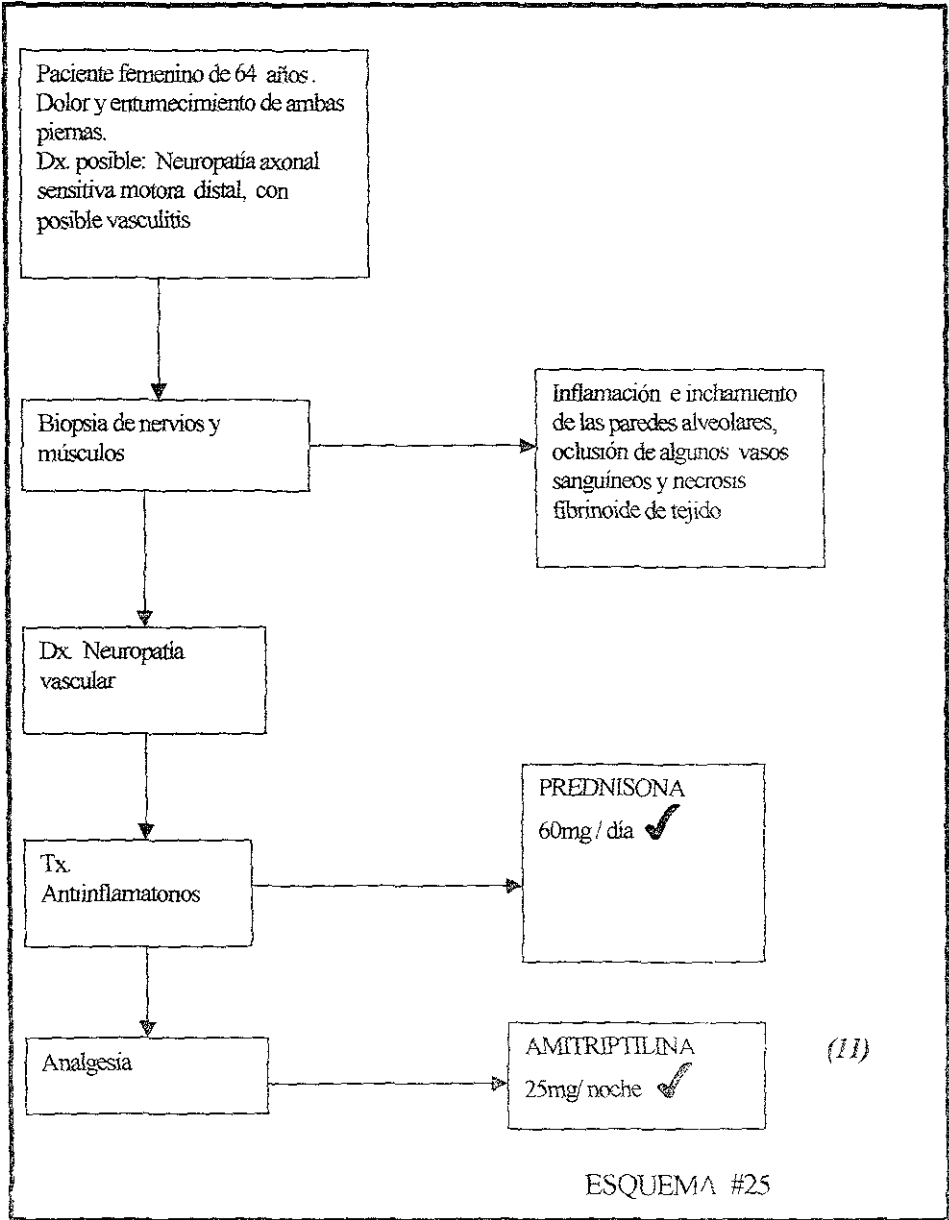 Paciente femenino de 64 años.
Dolor y entumecimiento de ambas
piernas.
Dx. posible: Neuropatía axonal
sensitiva motora distal, con
posible vasculitis
Biopsia de nervios y
músculos
Inflamación e inchamiento
de las paredes alveolares,
oclusión de algunos vasos
sanguíneos y necrosis
fibrinoide de tejido
Dx. Neuropatía
vascular
Tx.
Antiinflamatorios
PREDNISONA
60mg / día ✓
Analgesía
AMITRIPTILINA
25mg/ noche ✓
(11)
ESQUEMA #25